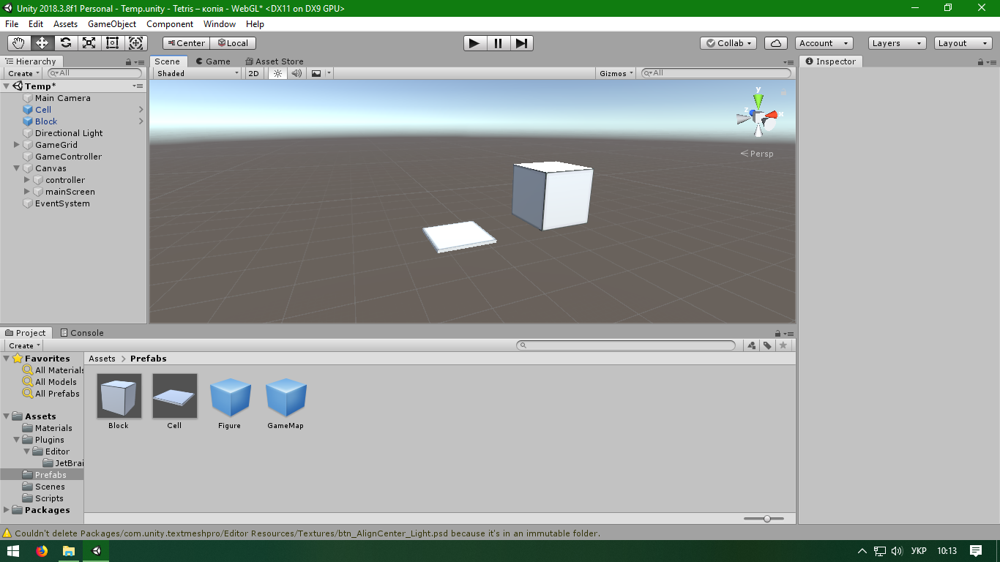 Unity 2018.3.8f1 Personal - Temp.unity - Tetris – копія - WebGL* <DX11 on DX9 GPU>
File Edit Assets GameObject Component Window Help
Center Local Collab Account Layers Layout
Hierarchy Scene Game Asset Store Inspector
Create All Shaded 2D Gizmos All
Temp*
Main Camera
Cell
Block
Directional Light
GameGrid
GameController
Canvas
controller
mainScreen
EventSystem
y
z x
Persp
Project Console
Create
Favorites
All Materials
All Models
All Prefabs
Assets
Materials
Plugins
Editor
JetBrai
Prefabs
Scenes
Scripts
Packages
Assets > Prefabs
Block Cell Figure GameMap
Couldn't delete Packages/com.unity.textmeshpro/Editor Resources/Textures/btn_AlignCenter_Light.psd because it's in an immutable folder.
УКР 10:13